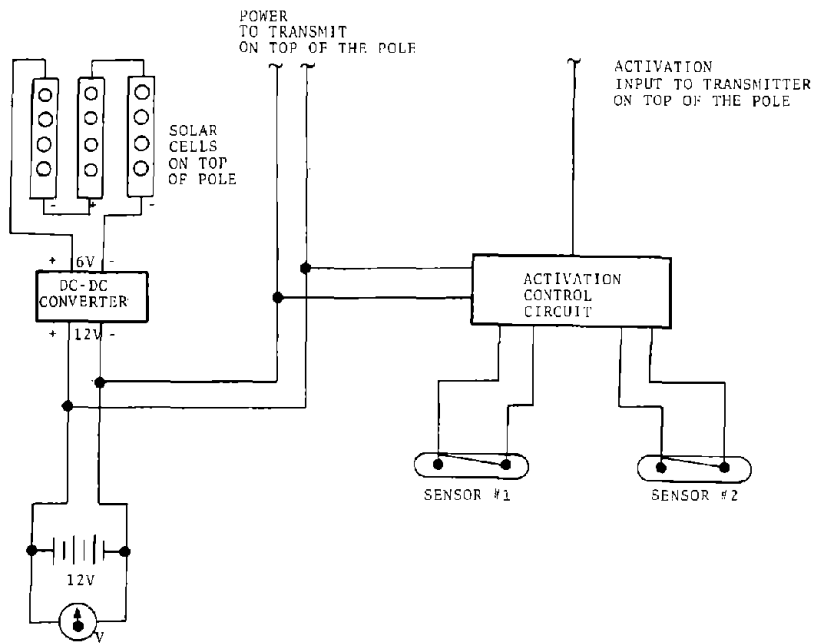 POWER
TO TRANSMIT
ON TOP OF THE POLE
ACTIVATION
INPUT TO TRANSMITTER
ON TOP OF THE POLE
SOLAR
CELLS
ON TOP
OF POLE
- + -
+ 6V -
DC-DC
CONVERTER
+ 12V -
ACTIVATION
CONTROL
CIRCUIT
SENSOR #1
SENSOR #2
12V
V